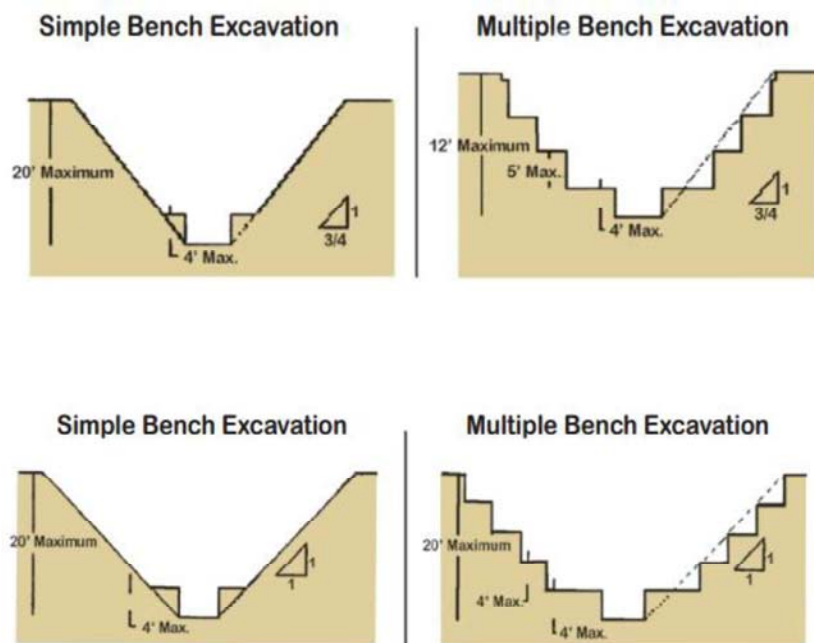 Simple Bench Excavation
20' Maximum
4' Max.
1
3/4
Multiple Bench Excavation
12' Maximum
5' Max.
4' Max.
1
3/4
Simple Bench Excavation
20' Maximum
4' Max.
1
1
Multiple Bench Excavation
20' Maximum
4' Max.
4' Max.
1
1